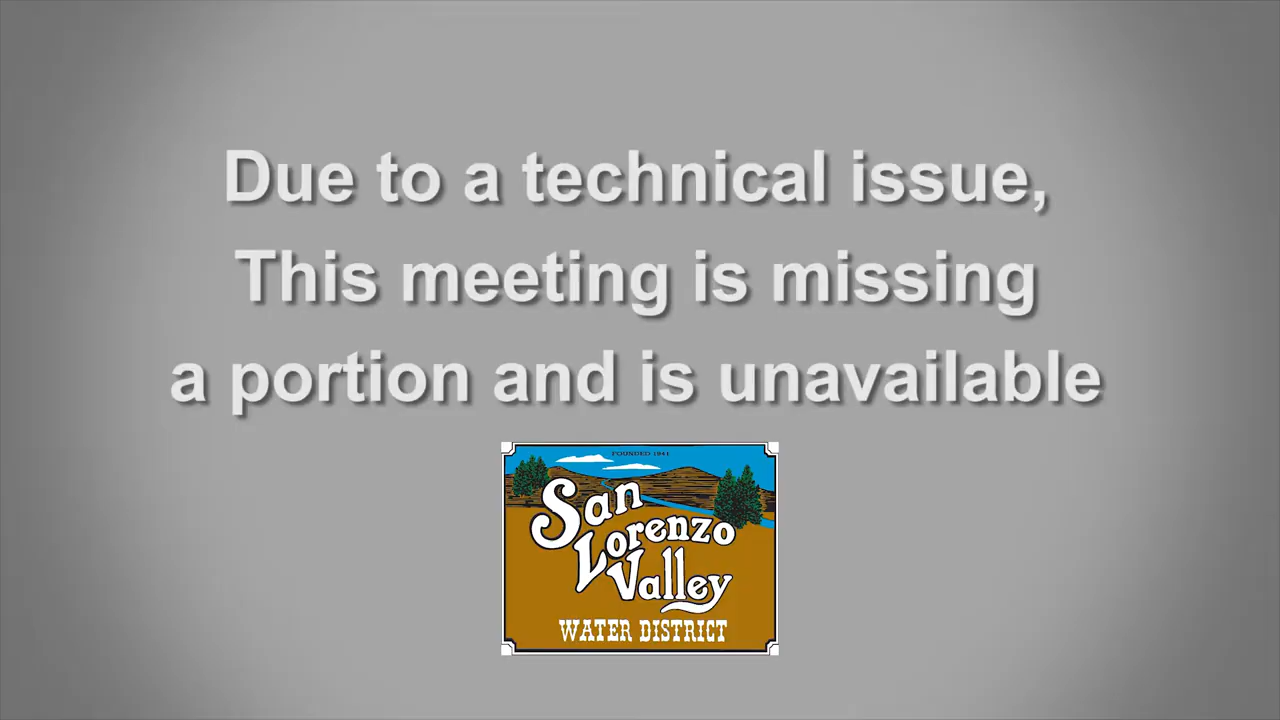 Due to a technical issue,
This meeting is missing
a portion and is unavailable
FOUNDED 1941
San
Lorenzo
Valley
WATER DISTRICT